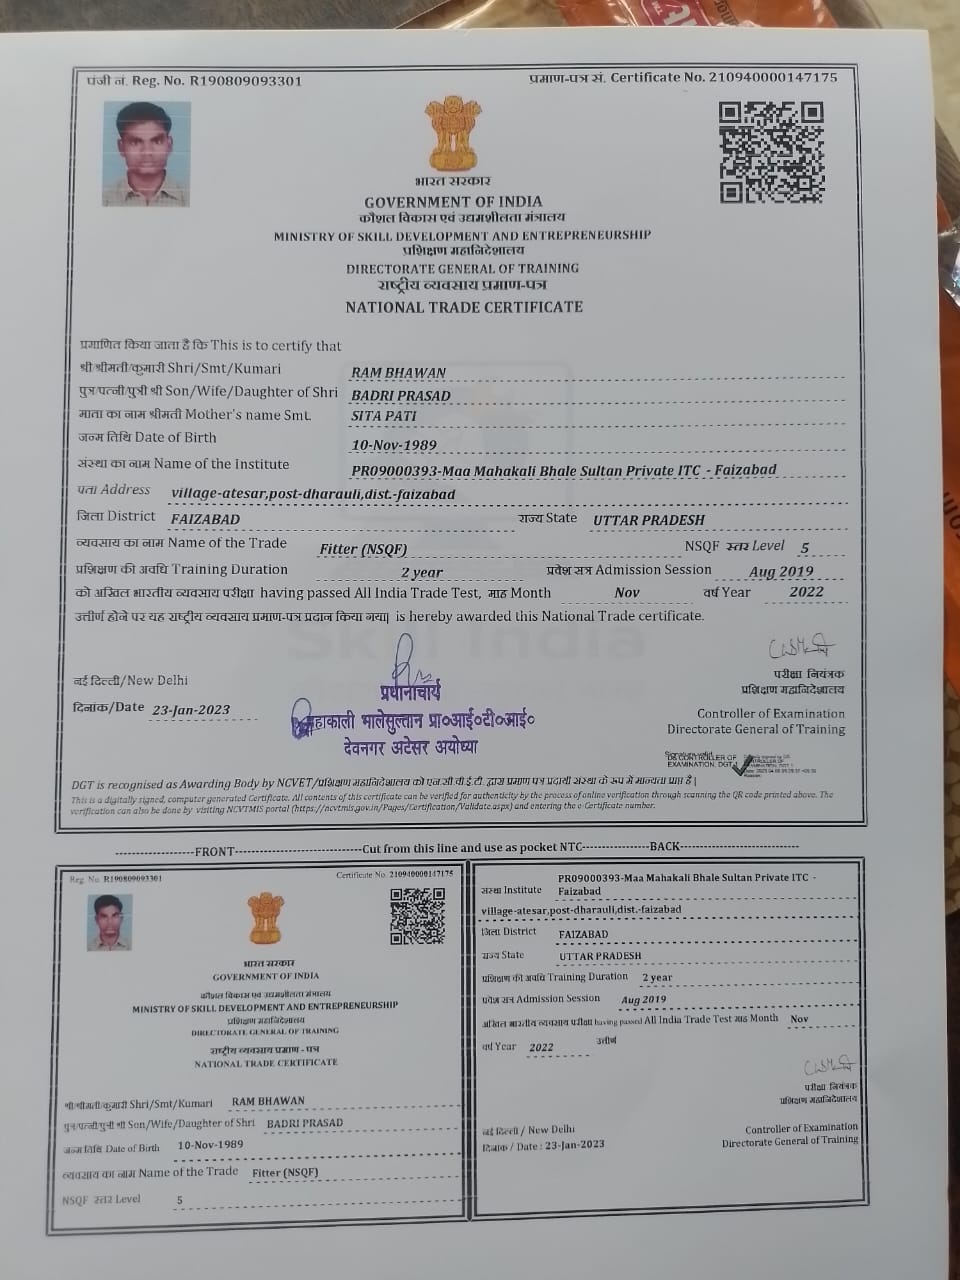 पंजी नं. Reg. No. R190809093301
प्रमाण-पत्र सं. Certificate No. 210940000147175
भारत सरकार
GOVERNMENT OF INDIA
कौशल विकास एवं उद्यमशीलता मंत्रालय
MINISTRY OF SKILL DEVELOPMENT AND ENTREPRENEURSHIP
प्रशिक्षण महानिदेशालय
DIRECTORATE GENERAL OF TRAINING
राष्ट्रीय व्यवसाय प्रमाण-पत्र
NATIONAL TRADE CERTIFICATE
प्रमाणित किया जाता है कि This is to certify that
श्री/श्रीमती/कुमारी Shri/Smt/Kumari RAM BHAWAN
पुत्र/पत्नी/पुत्री श्री Son/Wife/Daughter of Shri BADRI PRASAD
माता का नाम श्रीमती Mother's name Smt. SITA PATI
जन्म तिथि Date of Birth 10-Nov-1989
संस्था का नाम Name of the Institute PR09000393-Maa Mahakali Bhale Sultan Private ITC - Faizabad
पता Address village-atesar,post-dharauli,dist.-faizabad
जिला District FAIZABAD राज्य State UTTAR PRADESH
व्यवसाय का नाम Name of the Trade Fitter (NSQF) NSQF स्तर Level 5
प्रशिक्षण की अवधि Training Duration 2 year प्रवेश सत्र Admission Session Aug 2019
को अखिल भारतीय व्यवसाय परीक्षा having passed All India Trade Test, माह Month Nov वर्ष Year 2022
उत्तीर्ण होने पर यह राष्ट्रीय व्यवसाय प्रमाण-पत्र प्रदान किया गया| is hereby awarded this National Trade certificate.
Skill India
नई दिल्ली/New Delhi
दिनांक/Date 23-Jan-2023
प्रधानाचार्य
महाकाली भालेसुल्तान प्रा०आई०टी०आई०
देवनगर अटेसर अयोध्या
परीक्षा नियंत्रक
प्रशिक्षण महानिदेशालय
Controller of Examination
Directorate General of Training
Signature valid
DS CONTROLLER OF
EXAMINATION, DGT 1
DGT is recognised as Awarding Body by NCVET/प्रशिक्षण महानिदेशालय को एन.सी.वी.ई.टी. द्वारा प्रमाण पत्र प्रदायी संस्था के रूप में मान्यता प्राप्त है |
This is a digitally signed, computer generated Certificate. All contents of this certificate can be verified for authenticity by the process of online verification through scanning the QR code printed above. The
verification can also be done by visiting NCVTMIS portal (https://ncvtmis.gov.in/Pages/Certification/Validate.aspx) and entering the e-Certificate number.
FRONT Cut from this line and use as pocket NTC BACK
Reg. No. R190809093301
Certificate No. 210940000147175
भारत सरकार
GOVERNMENT OF INDIA
कौशल विकास एवं उद्यमशीलता मंत्रालय
MINISTRY OF SKILL DEVELOPMENT AND ENTREPRENEURSHIP
प्रशिक्षण महानिदेशालय
DIRECTORATE GENERAL OF TRAINING
राष्ट्रीय व्यवसाय प्रमाण - पत्र
NATIONAL TRADE CERTIFICATE
श्री/श्रीमती/कुमारी Shri/Smt/Kumari RAM BHAWAN
पुत्र/पत्नी/पुत्री श्री Son/Wife/Daughter of Shri BADRI PRASAD
जन्म तिथि Date of Birth 10-Nov-1989
व्यवसाय का नाम Name of the Trade Fitter (NSQF)
NSQF स्तर Level 5
संस्था Institute PR09000393-Maa Mahakali Bhale Sultan Private ITC -
Faizabad
village-atesar,post-dharauli,dist.-faizabad
जिला District FAIZABAD
राज्य State UTTAR PRADESH
प्रशिक्षण की अवधि Training Duration 2 year
प्रवेश सत्र Admission Session Aug 2019
अखिल भारतीय व्यवसाय परीक्षा having passed All India Trade Test माह Month Nov
वर्ष Year 2022 उत्तीर्ण
परीक्षा नियंत्रक
प्रशिक्षण महानिदेशालय
नई दिल्ली / New Delhi
दिनांक / Date : 23-Jan-2023
Controller of Examination
Directorate General of Training